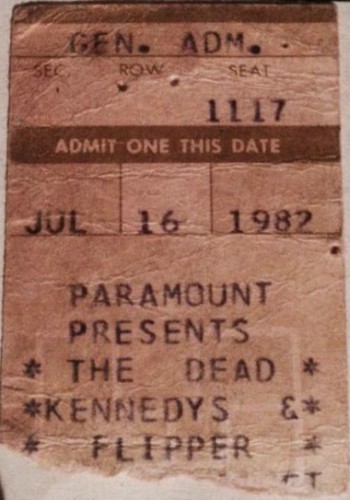 GEN. ADM.
SEC. ROW SEAT
1117
ADMIT ONE THIS DATE
JUL 16 1982
PARAMOUNT
PRESENTS
* THE DEAD *
*KENNEDYS &*
* FLIPPER *